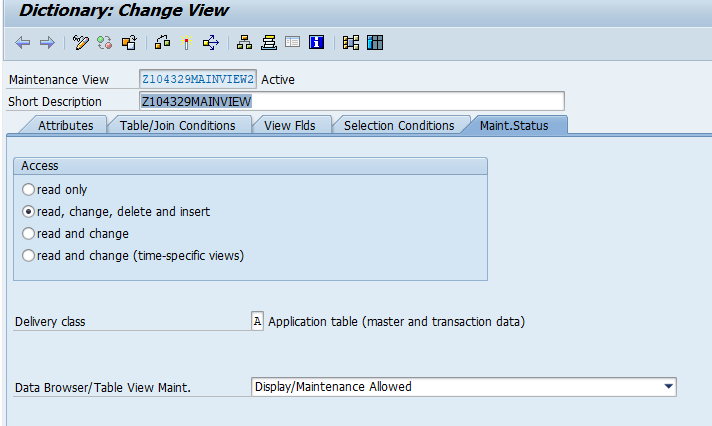 Dictionary: Change View
Maintenance View Z104329MAINVIEW2 Active
Short Description Z104329MAINVIEW
Attributes Table/Join Conditions View Flds Selection Conditions Maint.Status
Access
read only
read, change, delete and insert
read and change
read and change (time-specific views)
Delivery class A Application table (master and transaction data)
Data Browser/Table View Maint. Display/Maintenance Allowed